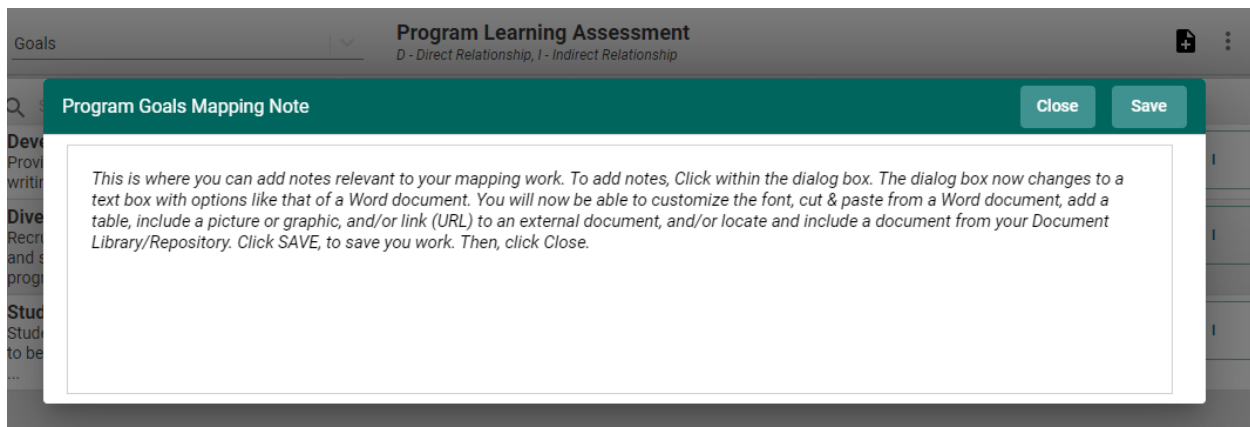 Goals
Program Learning Assessment
D - Direct Relationship, I - Indirect Relationship
Program Goals Mapping Note
Close
Save
This is where you can add notes relevant to your mapping work. To add notes, Click within the dialog box. The dialog box now changes to a
text box with options like that of a Word document. You will now be able to customize the font, cut & paste from a Word document, add a
table, include a picture or graphic, and/or link (URL) to an external document, and/or locate and include a document from your Document
Library/Repository. Click SAVE, to save you work. Then, click Close.
Deve
Provi
writin
I
Dive
Recru
and s
progr
I
Stud
Stude
to be
...
I